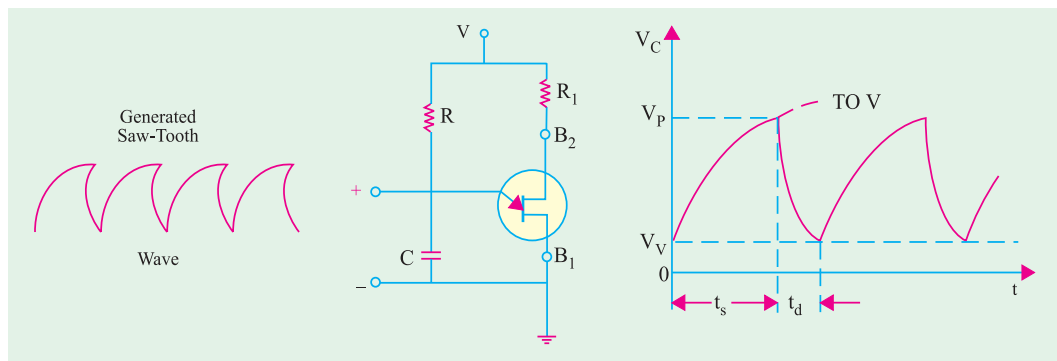 Generated
Saw-Tooth
Wave
V
R
R1
B2
+
C
B1
–
VC
VP
TO V
VV
0
t
ts
td